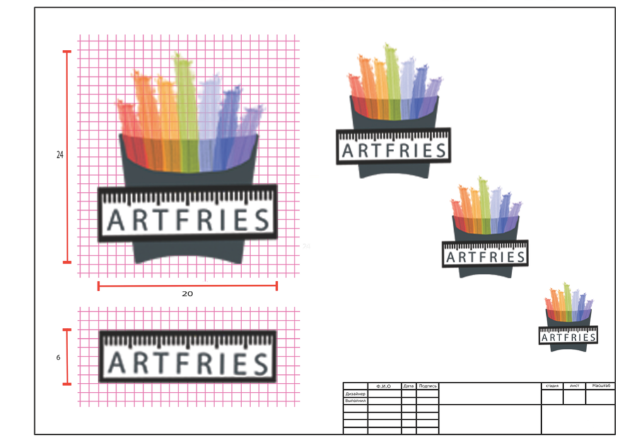 24
ARTFRIES
20
6
ARTFRIES
ARTFRIES
ARTFRIES
ARTFRIES
Ф.И.О. Дата Подпись
Дизайнер
Выполнил
стадия лист Масштаб